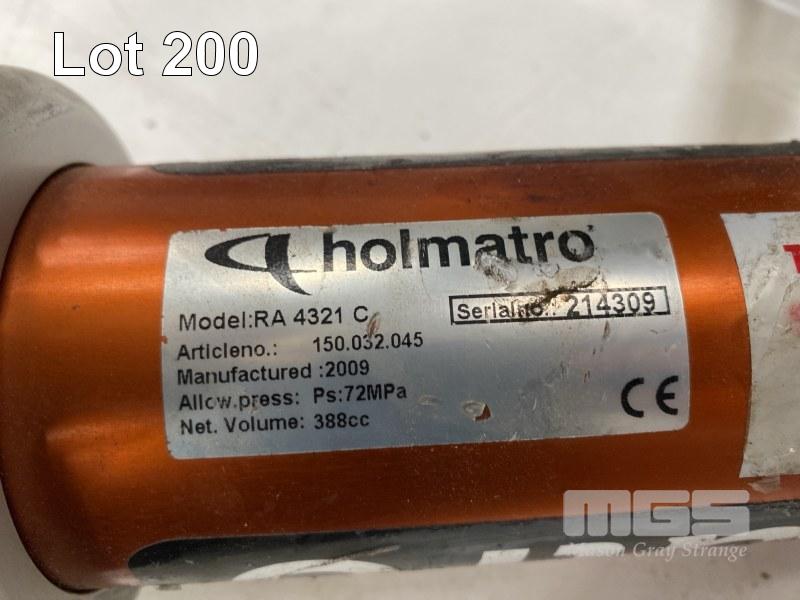 Lot 200
holmatro
Model:RA 4321 C
Serialno.: 214309
Articleno.: 150.032.045
Manufactured :2009
Allow.press: Ps:72MPa
Net. Volume: 388cc
CE
MGS
Mason Gray Strange